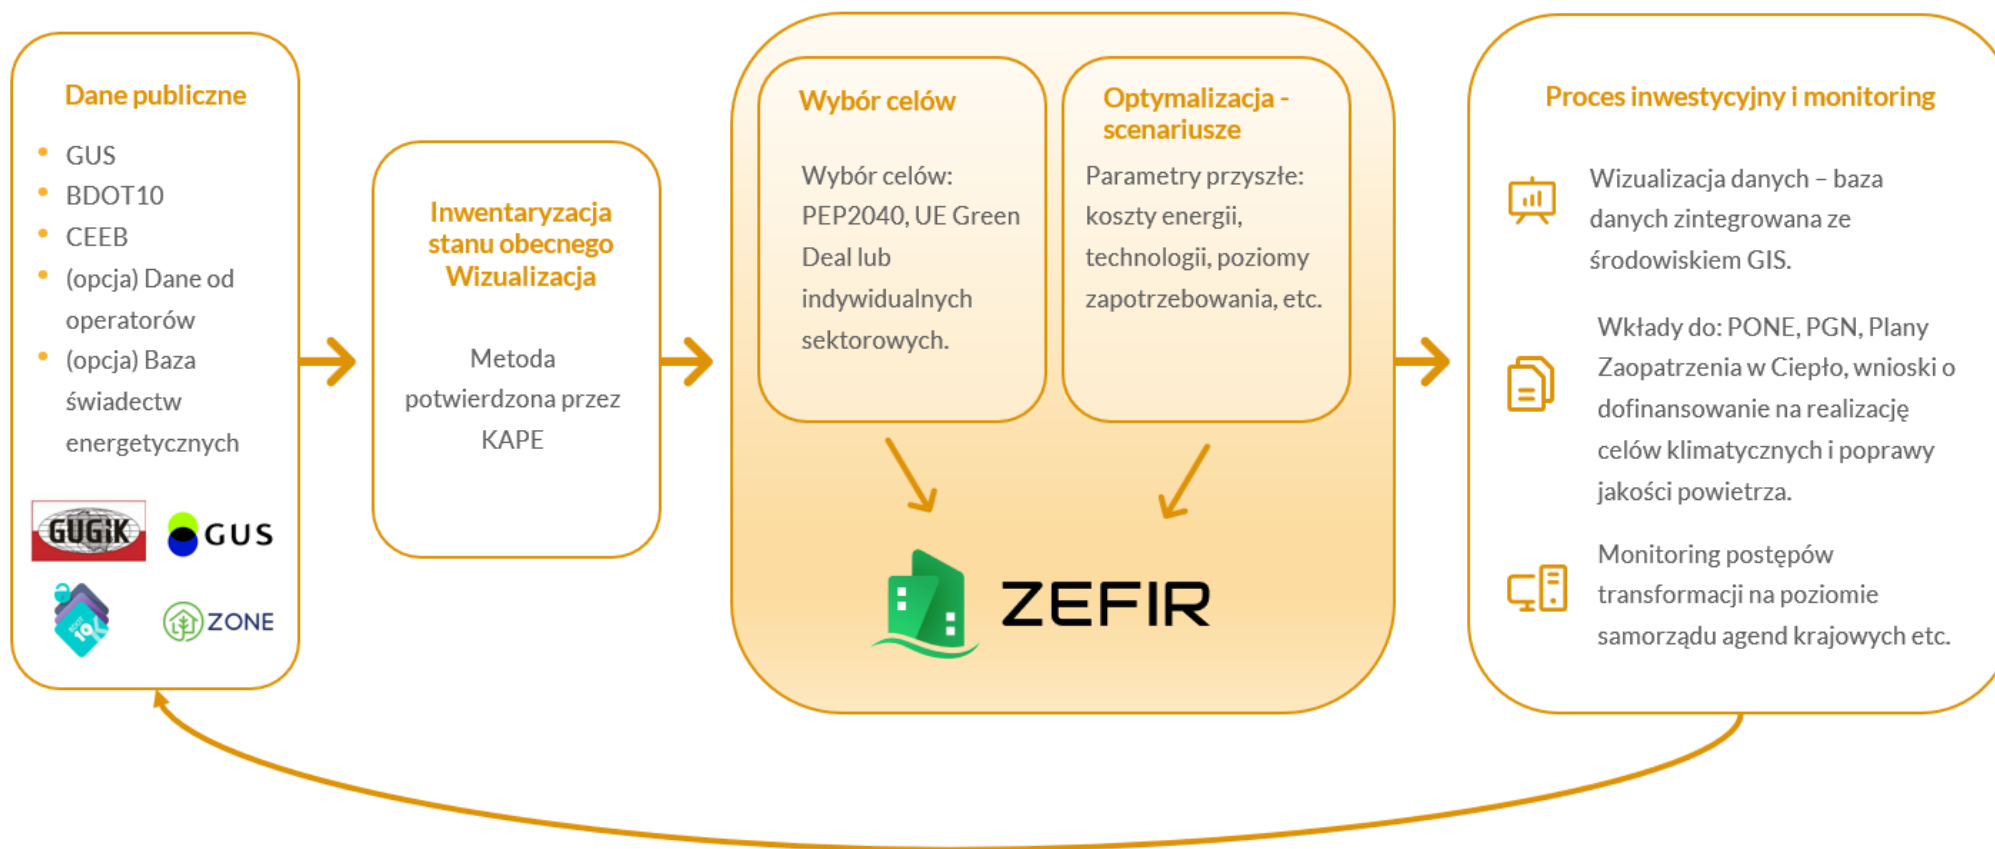 Dane publiczne
GUS
BDOT10
CEEB
(opcja) Dane od
operatorów
(opcja) Baza
świadectw
energetycznych
GUGiK
GUS
BDOT
10k
ZONE
Inwentaryzacja
stanu obecnego
Wizualizacja
Metoda
potwierdzona przez
KAPE
Wybór celów
Wybór celów:
PEP2040, UE Green
Deal lub
indywidualnych
sektorowych.
Optymalizacja -
scenariusze
Parametry przyszłe:
koszty energii,
technologii, poziomy
zapotrzebowania, etc.
ZEFIR
Proces inwestycyjny i monitoring
Wizualizacja danych – baza
danych zintegrowana ze
środowiskiem GIS.
Wkłady do: PONE, PGN, Plany
Zaopatrzenia w Ciepło, wnioski o
dofinansowanie na realizację
celów klimatycznych i poprawy
jakości powietrza.
Monitoring postępów
transformacji na poziomie
samorządu agend krajowych etc.